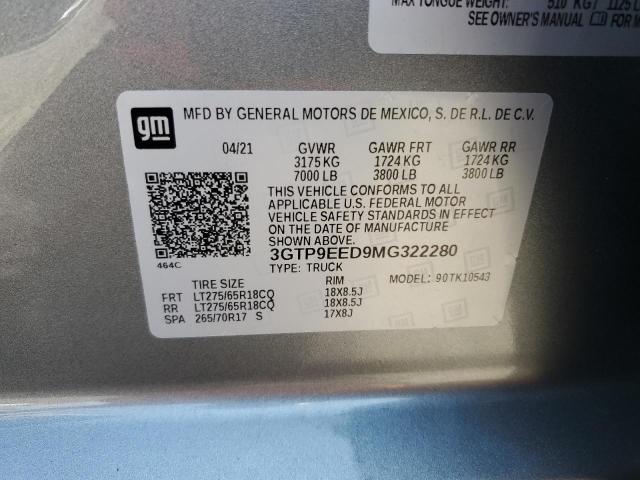 MAX TONGUE WEIGHT: 510 KG / 1125 L
SEE OWNER'S MANUAL FOR M
gm
MFD BY GENERAL MOTORS DE MEXICO, S. DE R.L. DE C.V.
04/21 GVWR GAWR FRT GAWR RR
3175 KG 1724 KG 1724 KG
7000 LB 3800 LB 3800 LB
THIS VEHICLE CONFORMS TO ALL
APPLICABLE U.S. FEDERAL MOTOR
VEHICLE SAFETY STANDARDS IN EFFECT
ON THE DATE OF MANUFACTURE
SHOWN ABOVE
464C
3GTP9EED9MG322280
TYPE: TRUCK
MODEL: 90TK10543
TIRE SIZE RIM
FRT LT275/65R18CQ 18X8.5J
RR LT275/65R18CQ 18X8.5J
SPA 265/70R17 S 17X8J